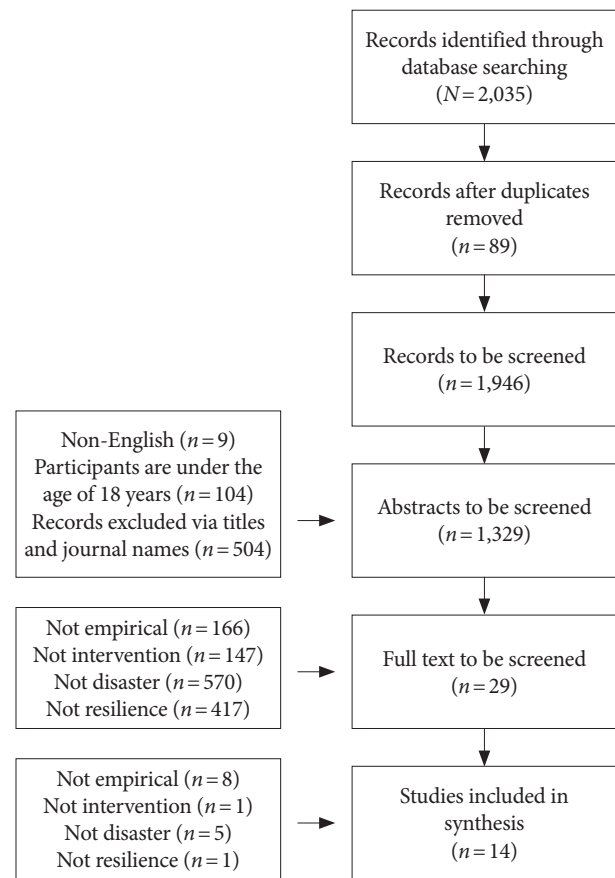 Records identified through
database searching
(N = 2,035)
Records after duplicates
removed
(n = 89)
Records to be screened
(n = 1,946)
Non-English (n = 9)
Participants are under the
age of 18 years (n = 104)
Records excluded via titles
and journal names (n = 504)
Abstracts to be screened
(n = 1,329)
Not empirical (n = 166)
Not intervention (n = 147)
Not disaster (n = 570)
Not resilience (n = 417)
Full text to be screened
(n = 29)
Not empirical (n = 8)
Not intervention (n = 1)
Not disaster (n = 5)
Not resilience (n = 1)
Studies included in
synthesis
(n = 14)